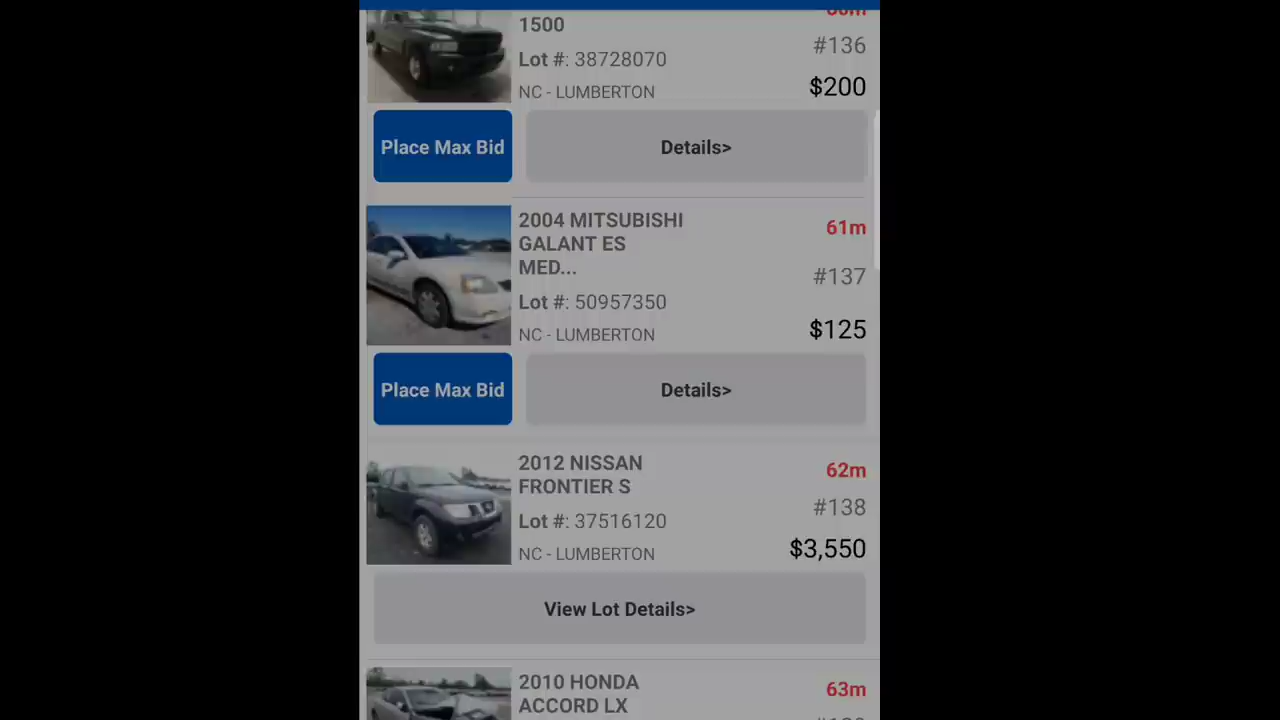 1500
#136
Lot #: 38728070
$200
NC - LUMBERTON
Place Max Bid
Details>
2004 MITSUBISHI
61m
GALANT ES
MED...
#137
Lot #: 50957350
$125
NC - LUMBERTON
Place Max Bid
Details>
2012 NISSAN
62m
FRONTIER S
#138
Lot #: 37516120
$3,550
NC - LUMBERTON
View Lot Details>
2010 HONDA
63m
ACCORD LX